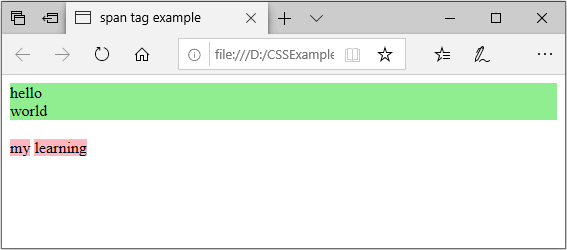 span tag example
file:///D:/CSSExample
hello
world
my learning